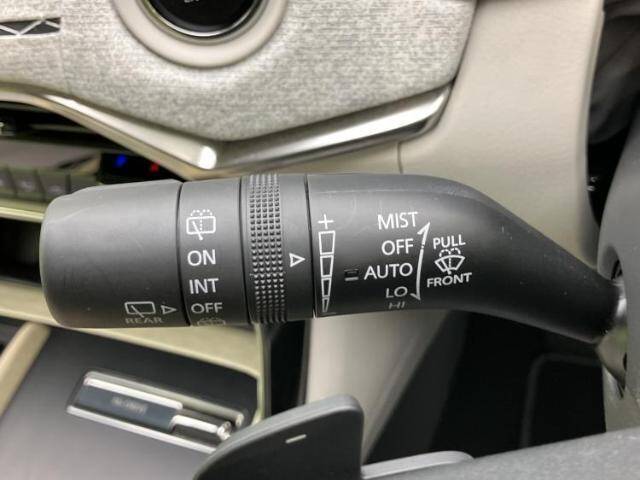 ON
INT
OFF
REAR
+
MIST
OFF
AUTO
LO
HI
PULL
FRONT